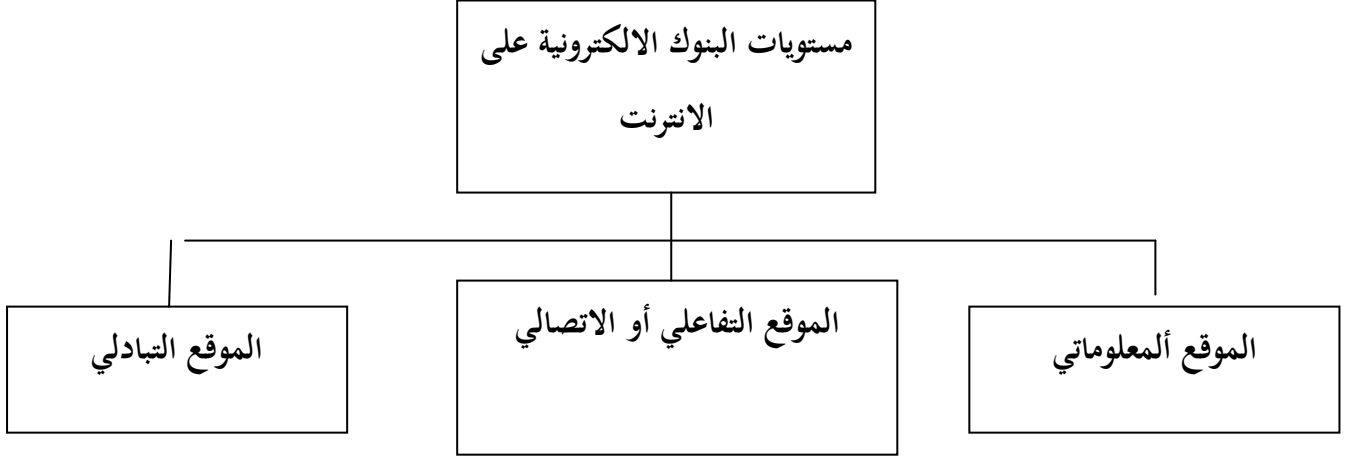 مستويات البنوك الالكترونية على
الانترنت
الموقع ألمعلوماتي
الموقع التفاعلي أو الاتصالي
الموقع التبادلي